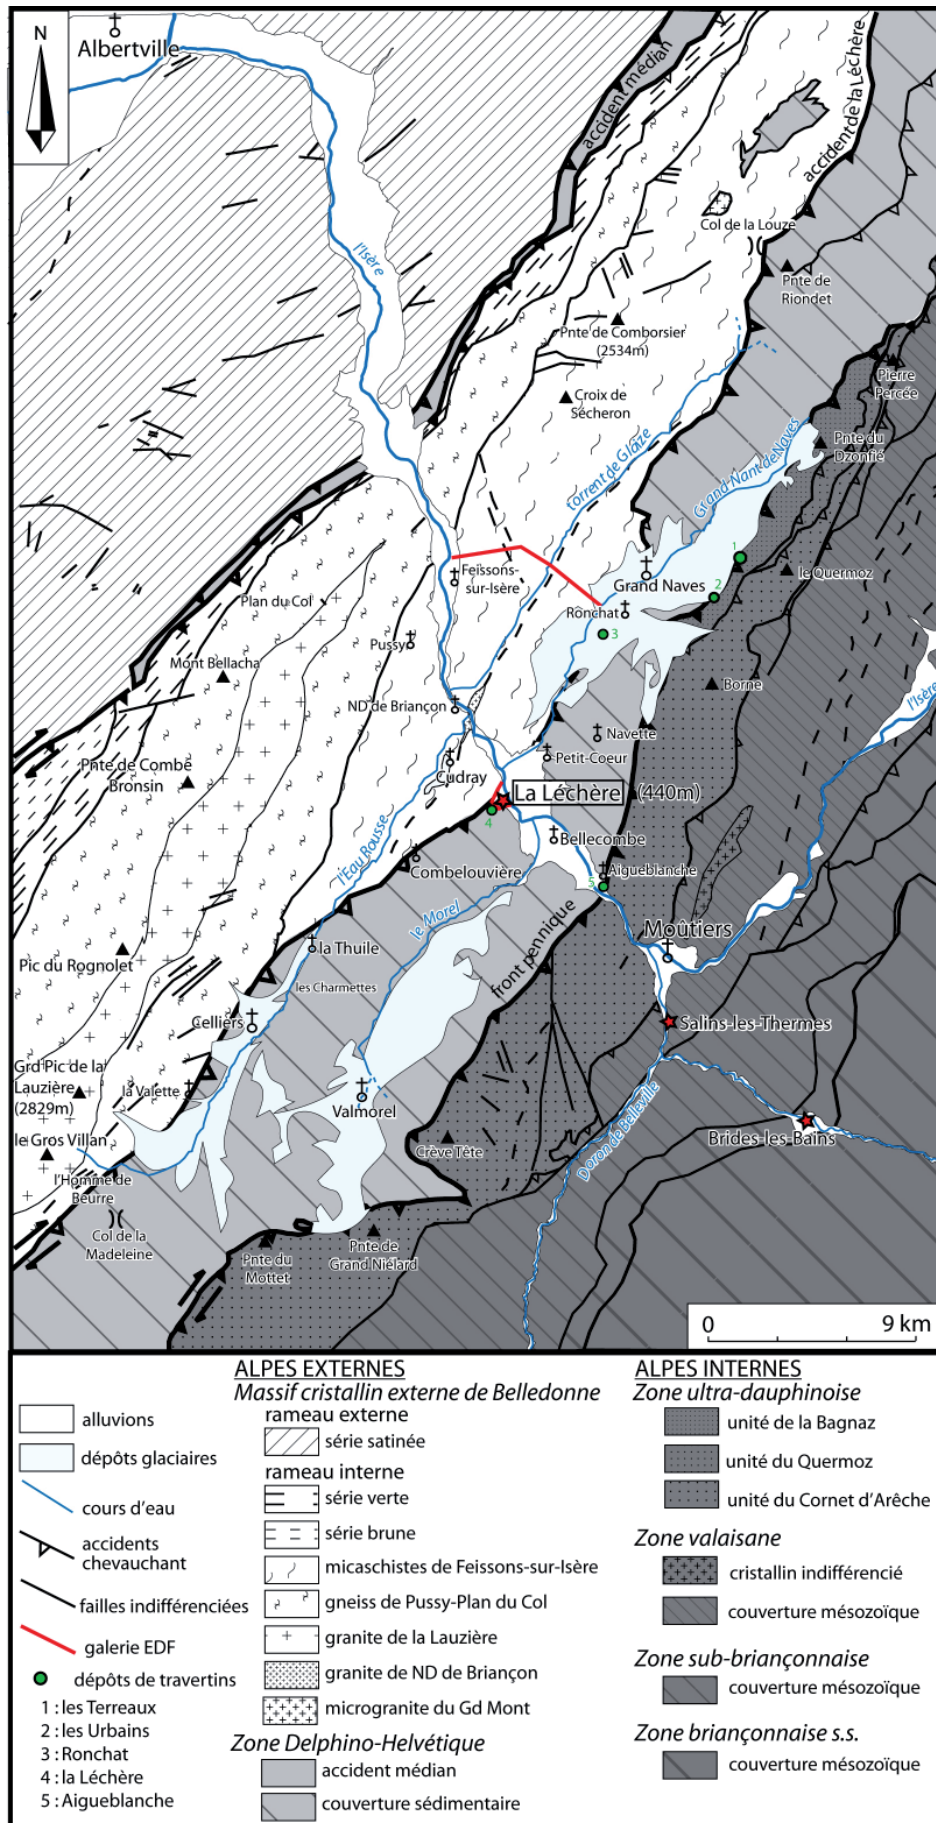 N
Albertville
accident médian
accident de la Léchère
l'Isère
Col de la Louze
Pnte de
Riondet
Pnte de Comborsier
(2534m)
Pierre
Percée
Croix de
Sécheron
Pnte du
Dzonfié
torrent de Glaize
Grand Nant de Naves
1
Feissons-
sur-Isère
Grand Naves
le Quermoz
2
Plan du Col
Ronchat
3
Pussy
Mont Bellacha
Borne
l'Isère
ND de Briançon
Navette
Petit-Coeur
Pnte de Combe
Bronsin
Cudray
La Léchère (440m)
4
l'Eau Rousse
Bellecombe
Combelouvière
Aigueblanche
5
le Morel
front pennique
Moûtiers
la Thuile
Pic du Rognolet
les Charmettes
Celliers
Salins-les-Thermes
Grd Pic de la
Lauzière
(2829m)
la Valette
Valmorel
Doron de Belleville
le Gros Villan
Crève Tête
Brides-les-Bains
l'Homme de
Beurre
Col de la
Madeleine
Pnte du
Mottet
Pnte de
Grand Niélard
0 9 km
alluvions
dépôts glaciaires
cours d'eau
accidents
chevauchant
failles indifférenciées
galerie EDF
dépôts de travertins
1 : les Terreaux
2 : les Urbains
3 : Ronchat
4 : la Léchère
5 : Aigueblanche
ALPES EXTERNES
Massif cristallin externe de Belledonne
rameau externe
série satinée
rameau interne
série verte
série brune
micaschistes de Feissons-sur-Isère
gneiss de Pussy-Plan du Col
granite de la Lauzière
granite de ND de Briançon
microgranite du Gd Mont
Zone Delphino-Helvétique
accident médian
couverture sédimentaire
ALPES INTERNES
Zone ultra-dauphinoise
unité de la Bagnaz
unité du Quermoz
unité du Cornet d'Arêche
Zone valaisane
cristallin indifférencié
couverture mésozoïque
Zone sub-briançonnaise
couverture mésozoïque
Zone briançonnaise s.s.
couverture mésozoïque